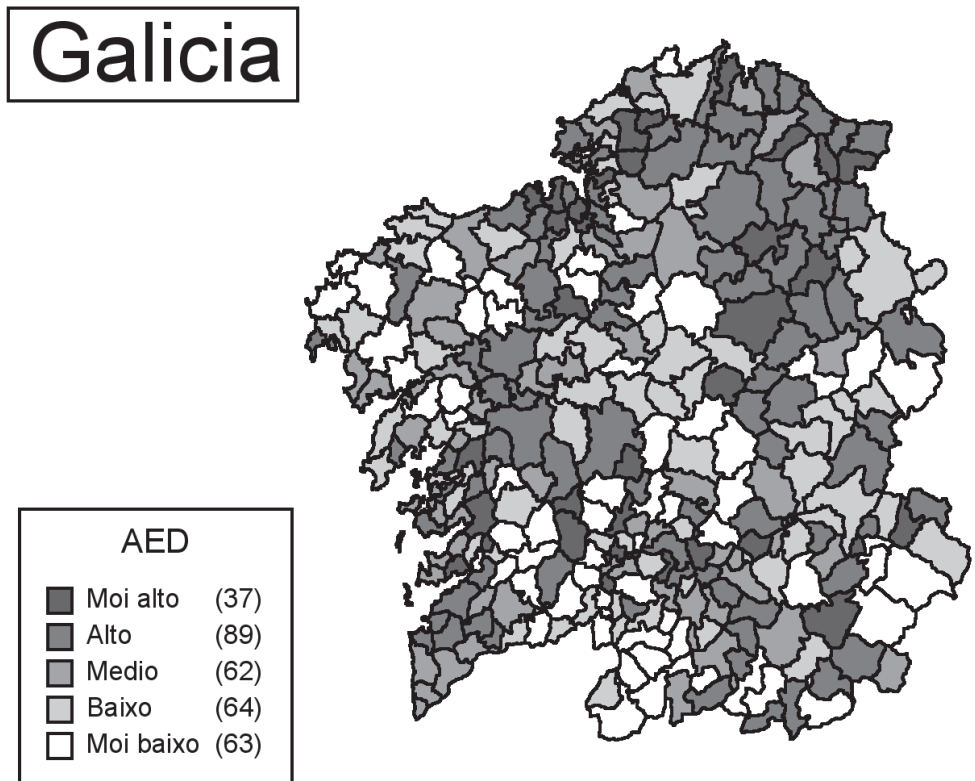 Galicia
AED
Moi alto (37)
Alto (89)
Medio (62)
Baixo (64)
Moi baixo (63)